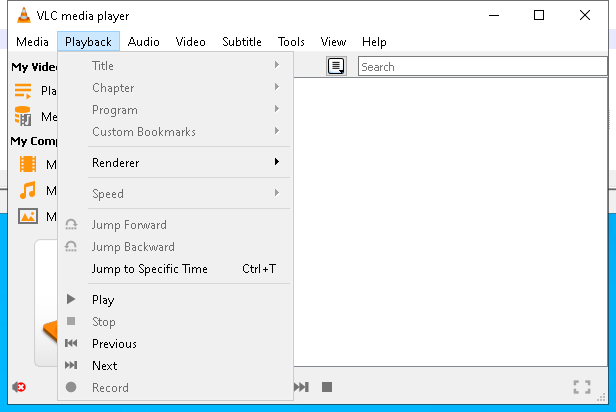 VLC media player
Media Playback Audio Video Subtitle Tools View Help
My Vide
Title
Search
Pla
Chapter
Program
Me
Custom Bookmarks
My Comp
Renderer
M
M
Speed
M
Jump Forward
Jump Backward
Jump to Specific Time Ctrl+T
Play
Stop
Previous
Next
Record